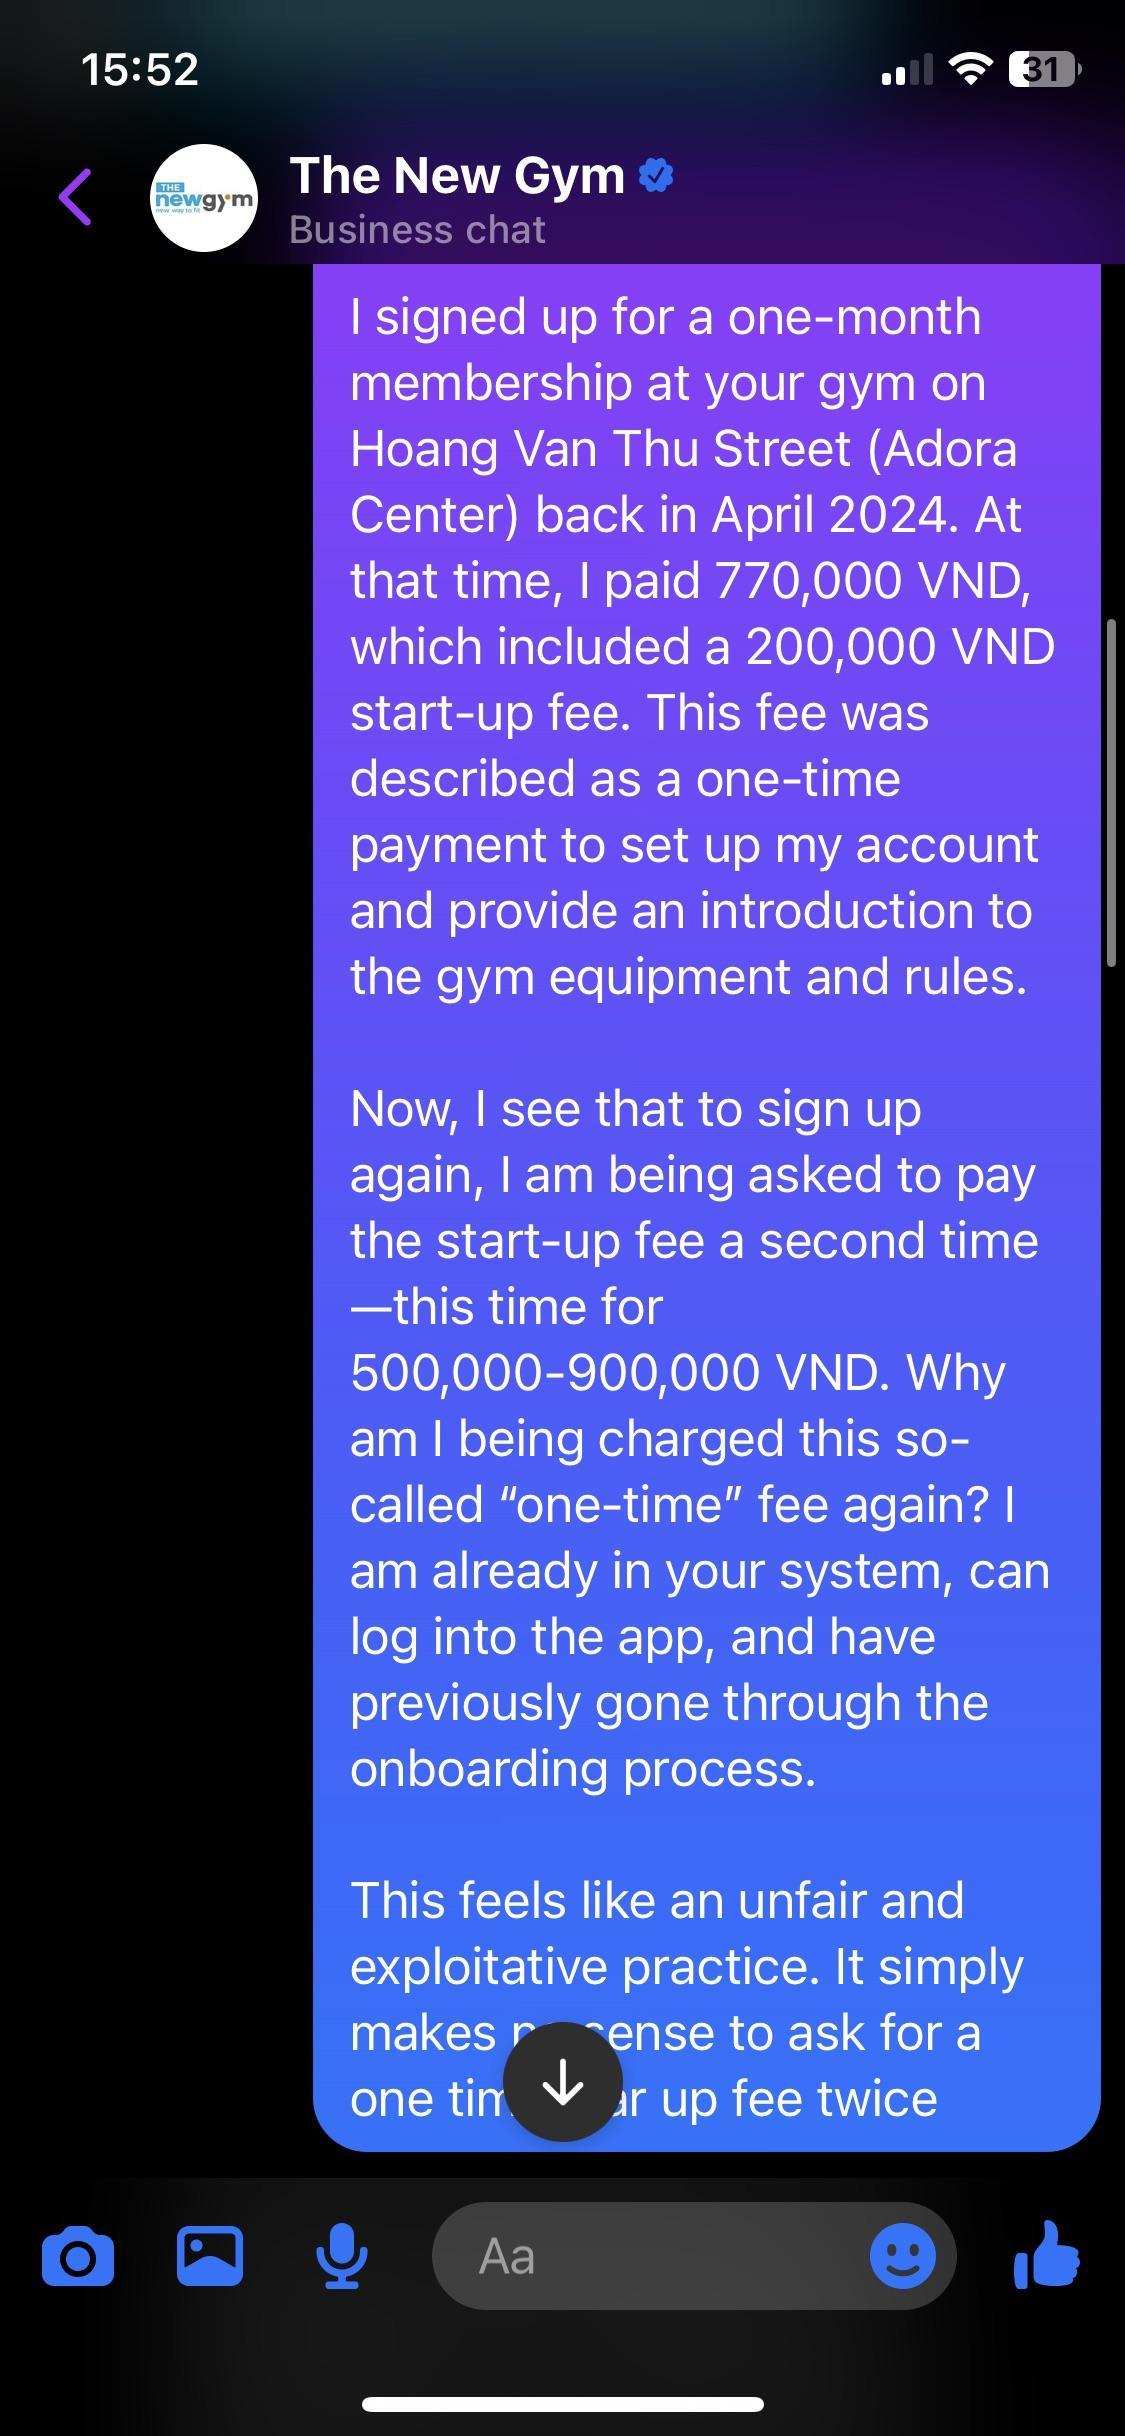 15:52
31
THE
newgym
new way to fit
The New Gym
Business chat
I signed up for a one-month
membership at your gym on
Hoang Van Thu Street (Adora
Center) back in April 2024. At
that time, I paid 770,000 VND,
which included a 200,000 VND
start-up fee. This fee was
described as a one-time
payment to set up my account
and provide an introduction to
the gym equipment and rules.
Now, I see that to sign up
again, I am being asked to pay
the start-up fee a second time
—this time for
500,000-900,000 VND. Why
am I being charged this so-
called “one-time” fee again? I
am already in your system, can
log into the app, and have
previously gone through the
onboarding process.
This feels like an unfair and
exploitative practice. It simply
makes to ask for a
one up fee twice
Aa